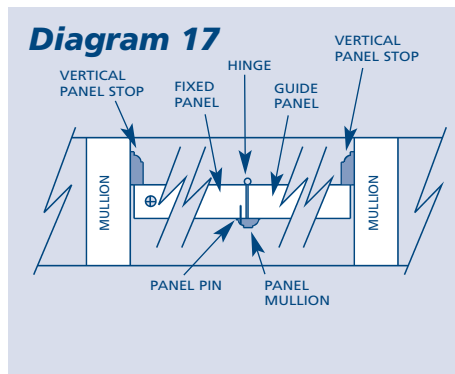 Diagram 17
VERTICAL
PANEL STOP
FIXED
PANEL
HINGE
GUIDE
PANEL
VERTICAL
PANEL STOP
MULLION
MULLION
PANEL PIN
PANEL
MULLION